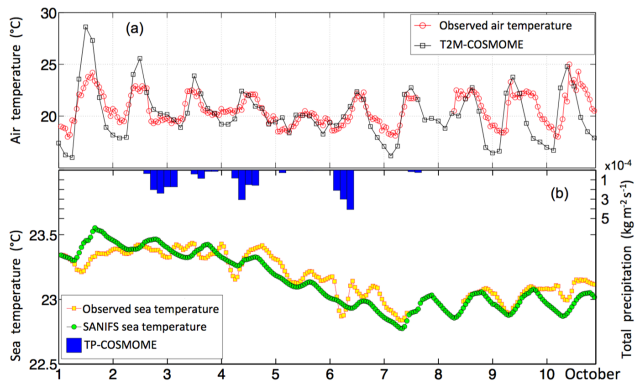 (a)
Observed air temperature
T2M-COSMOME
Air temperature (°C)
30
25
20
15
x10⁻⁴
(b)
1
3
5
Total precipitation (kg m⁻² s⁻¹)
Sea temperature (°C)
23.5
23
22.5
Observed sea temperature
SANIFS sea temperature
TP-COSMOME
1 2 3 4 5 6 7 8 9 10 October